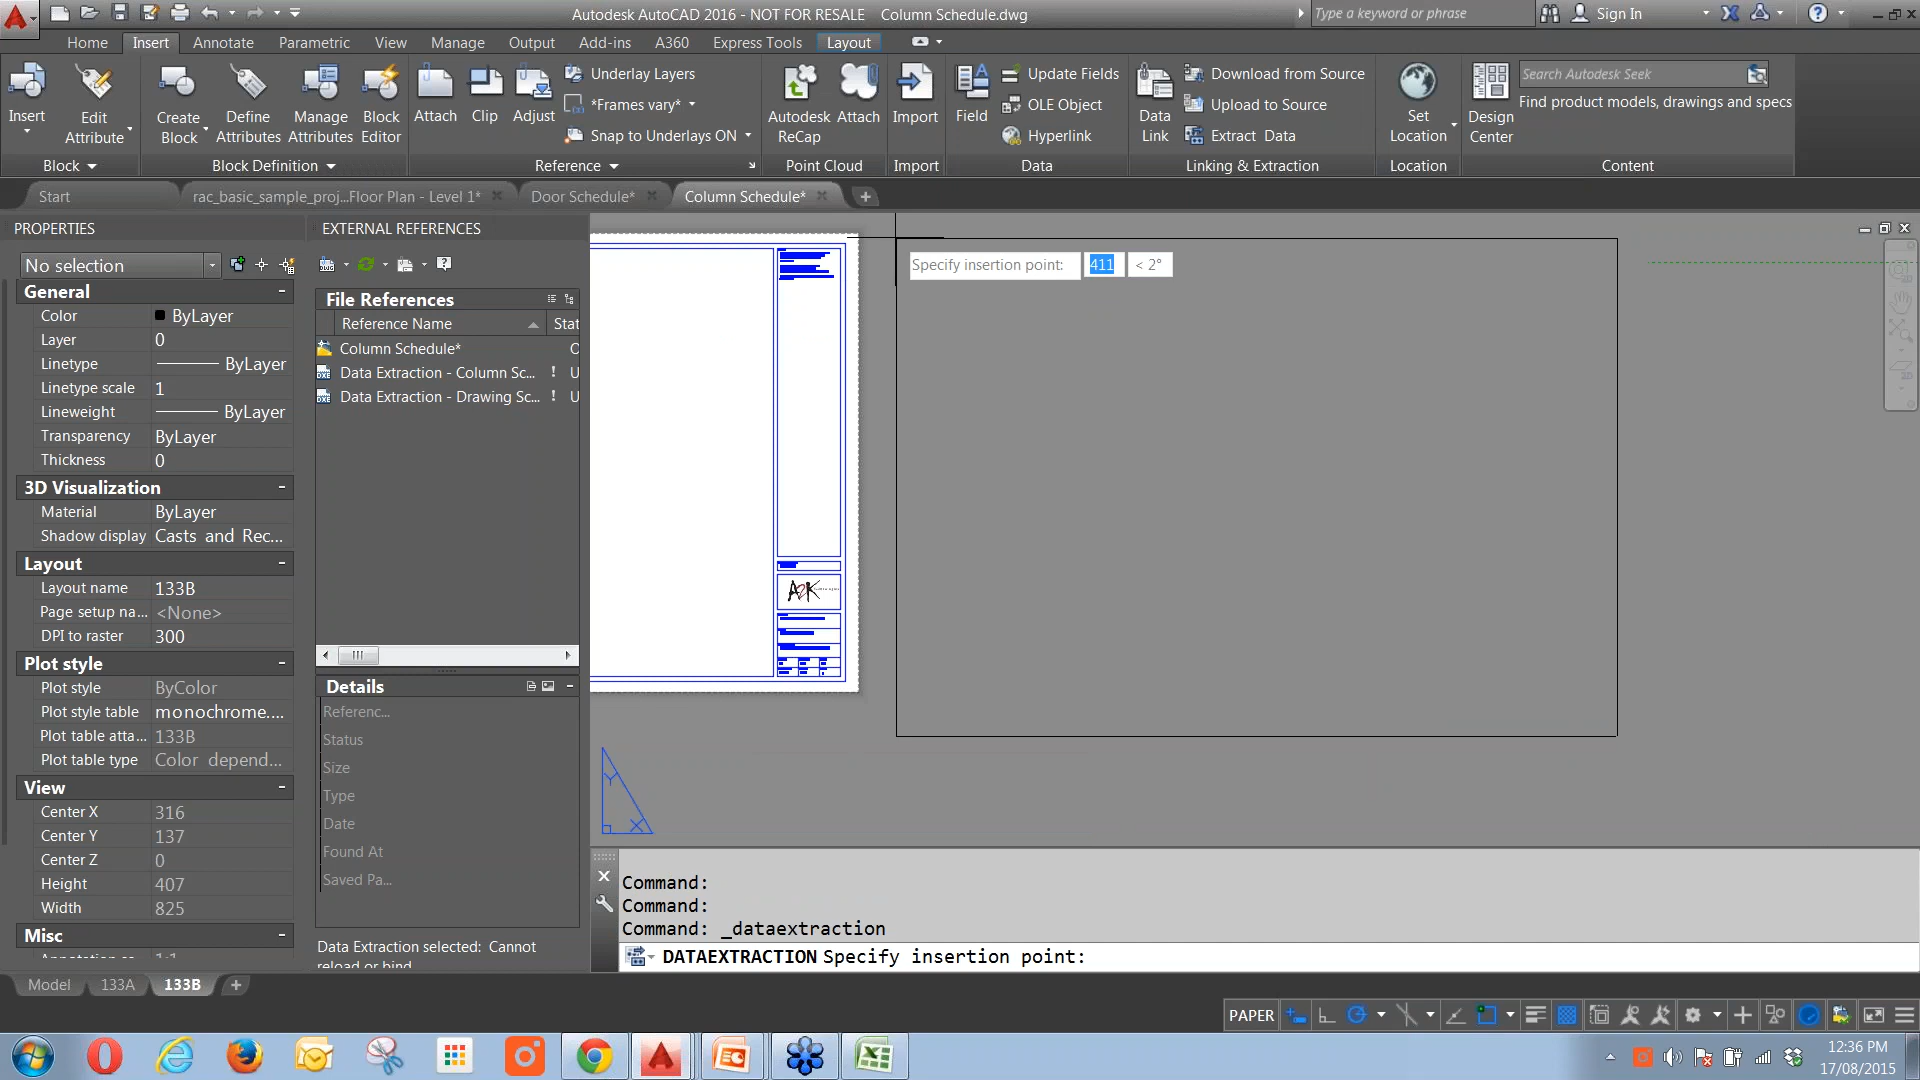 Autodesk AutoCAD 2016 - NOT FOR RESALE Column Schedule.dwg
Type a keyword or phrase
Sign In
Home Insert Annotate Parametric View Manage Output Add-ins A360 Express Tools Layout
Insert
Edit Attribute
Create Block
Define Attributes
Manage Attributes
Block Editor
Attach
Clip
Adjust
Underlay Layers
*Frames vary*
Snap to Underlays ON
Autodesk ReCap
Attach
Import
Field
Update Fields
OLE Object
Hyperlink
Data Link
Download from Source
Upload to Source
Extract Data
Set Location
Design Center
Search Autodesk Seek
Find product models, drawings and specs
Block Block Definition Reference Point Cloud Import Data Linking & Extraction Location Content
Start rac_basic_sample_proj...Floor Plan - Level 1* Door Schedule* Column Schedule*
PROPERTIES
No selection
General
Color ByLayer
Layer 0
Linetype ByLayer
Linetype scale 1
Lineweight ByLayer
Transparency ByLayer
Thickness 0
3D Visualization
Material ByLayer
Shadow display Casts and Rec...
Layout
Layout name 133B
Page setup na... <None>
DPI to raster 300
Plot style
Plot style ByColor
Plot style table monochrome....
Plot table atta... 133B
Plot table type Color depend...
View
Center X 316
Center Y 137
Center Z 0
Height 407
Width 825
Misc
EXTERNAL REFERENCES
File References
Reference Name Stat
Column Schedule* O
Data Extraction - Column Sc... ! U
Data Extraction - Drawing Sc... ! U
Details
Referenc...
Status
Size
Type
Date
Found At
Saved Pa...
Data Extraction selected: Cannot
reload or bind
Specify insertion point: 411 < 2°
A2K
Y
X
Command:
Command:
Command: _dataextraction
DATAEXTRACTION Specify insertion point:
Model 133A 133B
PAPER
12:36 PM
17/08/2015